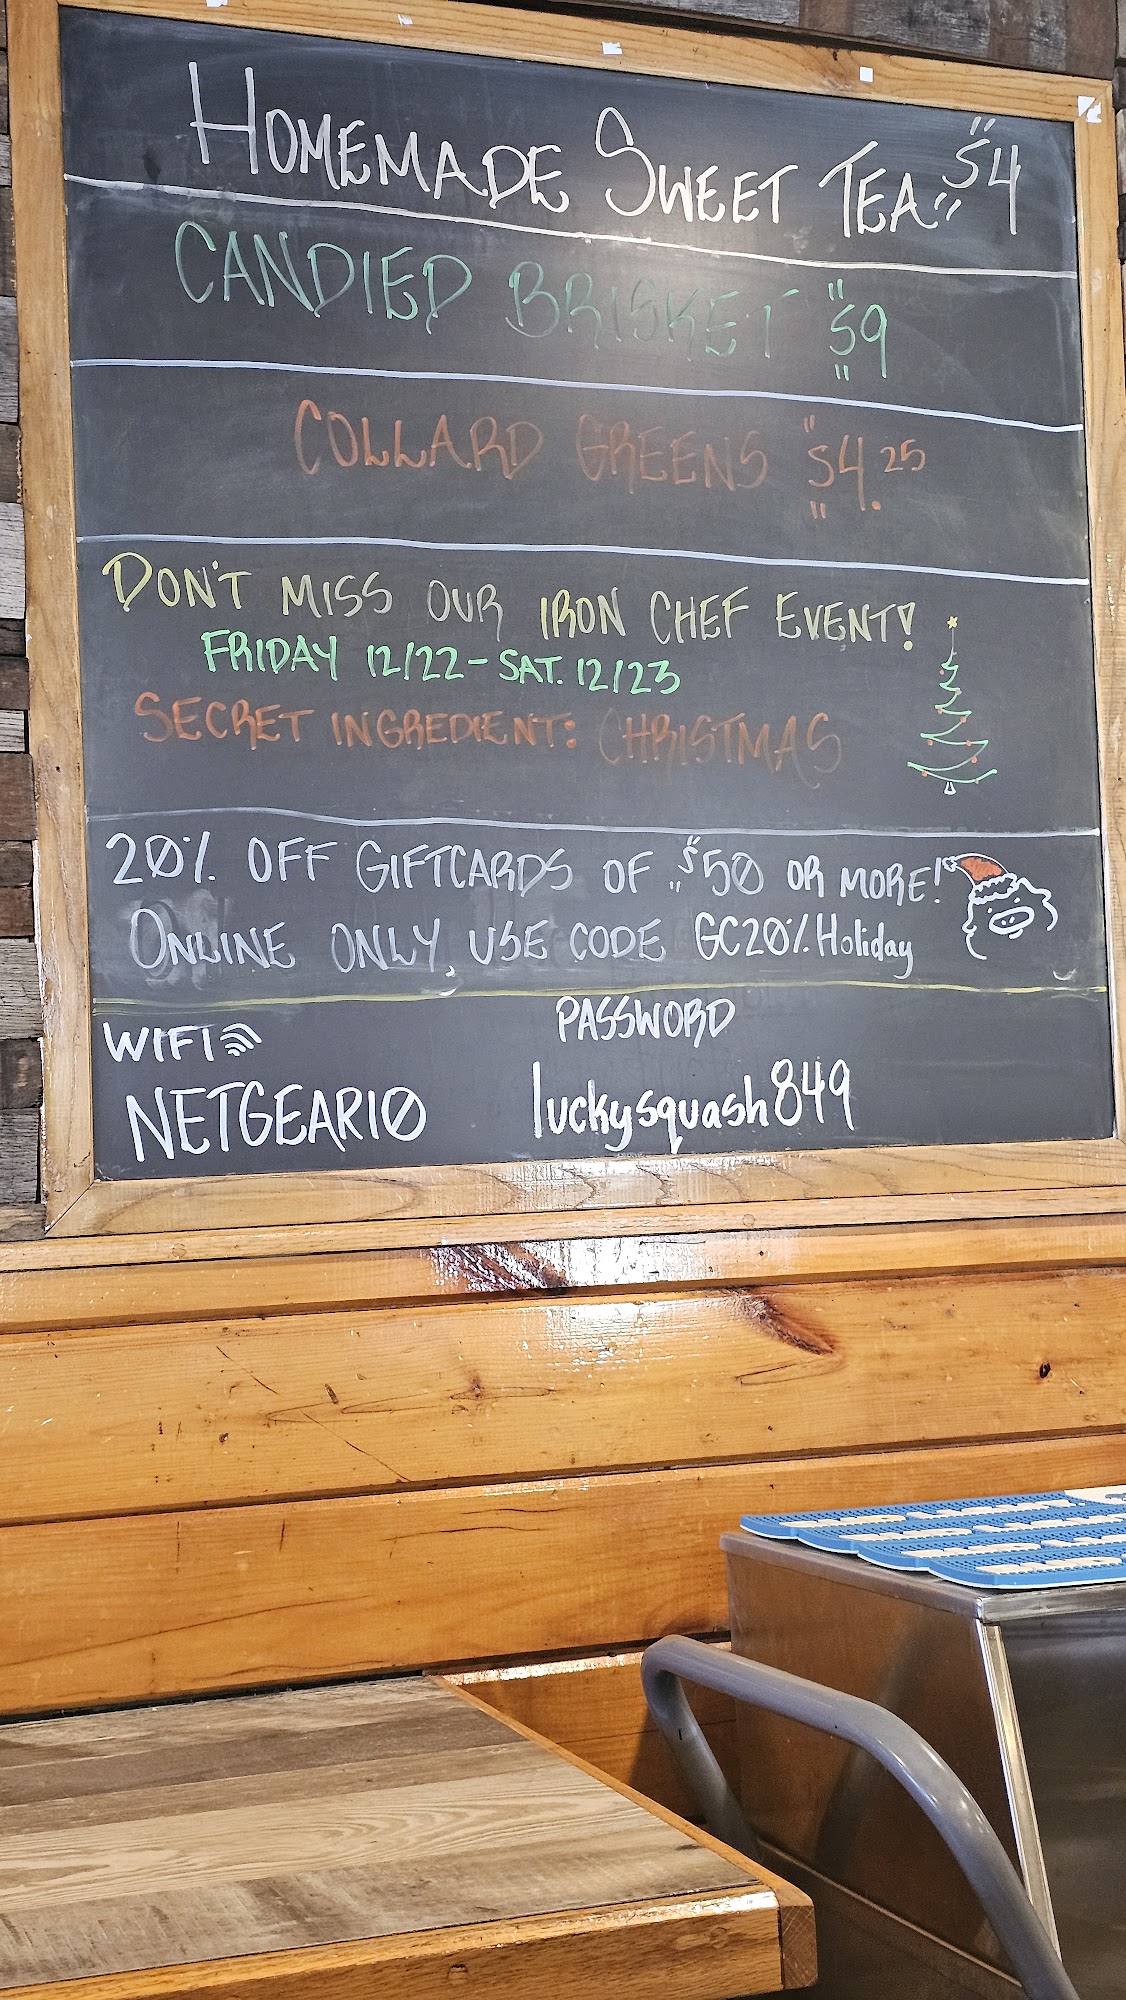 HOMEMADE SWEET TEA $4
CANDIED BRISKET $9
COLLARD GREENS $4.25
DON'T MISS OUR IRON CHEF EVENT!
FRIDAY 12/22-SAT. 12/23
SECRET INGREDIENT: CHRISTMAS
20% OFF GIFTCARDS OF $50 OR MORE!
ONLINE ONLY, USE CODE GC20%Holiday
WIFI PASSWORD
NETGEAR10 luckysquash849